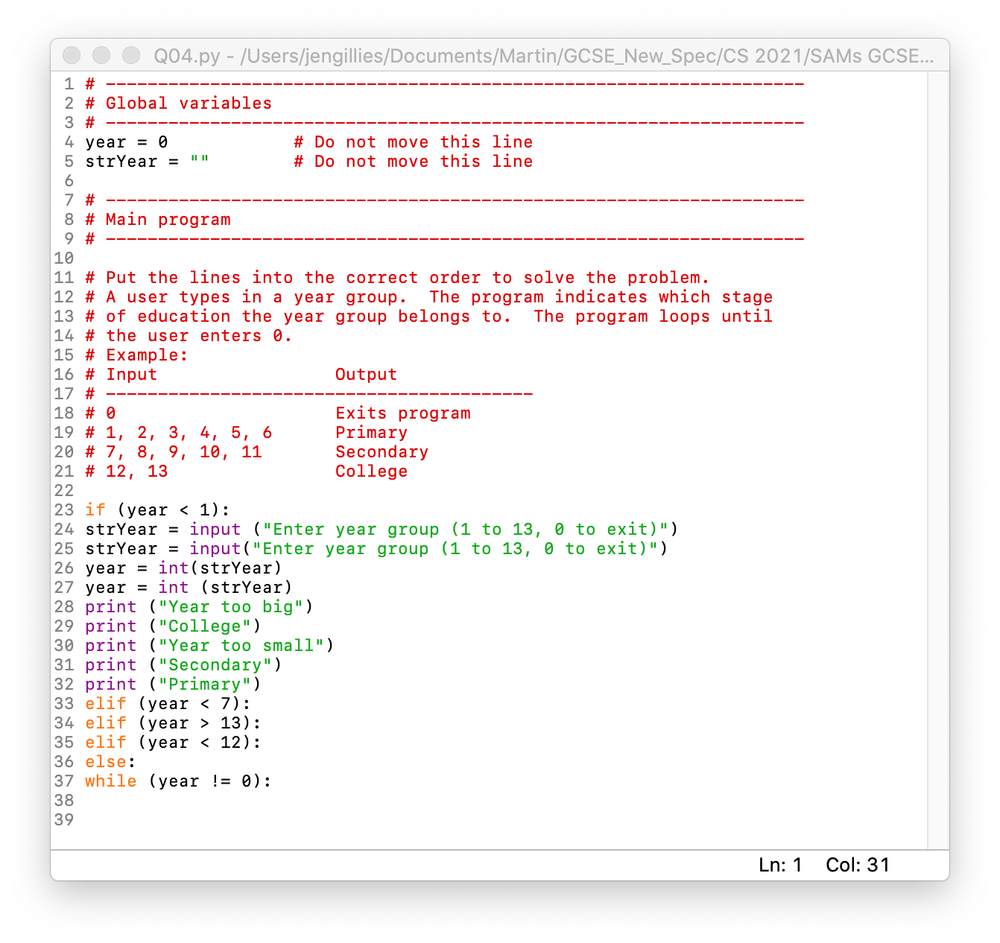 Q04.py - /Users/jengillies/Documents/Martin/GCSE_New_Spec/CS 2021/SAMs GCSE...
1 # -------------------------------------------------------------------
2 # Global variables
3 # -------------------------------------------------------------------
4 year = 0            # Do not move this line
5 strYear = ""        # Do not move this line
6
7 # -------------------------------------------------------------------
8 # Main program
9 # -------------------------------------------------------------------
10
11 # Put the lines into the correct order to solve the problem.
12 # A user types in a year group.  The program indicates which stage
13 # of education the year group belongs to.  The program loops until
14 # the user enters 0.
15 # Example:
16 # Input                 Output
17 # -----------------------------------------
18 # 0                     Exits program
19 # 1, 2, 3, 4, 5, 6      Primary
20 # 7, 8, 9, 10, 11       Secondary
21 # 12, 13                College
22
23 if (year < 1):
24 strYear = input ("Enter year group (1 to 13, 0 to exit)")
25 strYear = input("Enter year group (1 to 13, 0 to exit)")
26 year = int(strYear)
27 year = int (strYear)
28 print ("Year too big")
29 print ("College")
30 print ("Year too small")
31 print ("Secondary")
32 print ("Primary")
33 elif (year < 7):
34 elif (year > 13):
35 elif (year < 12):
36 else:
37 while (year != 0):
38
39
Ln: 1 Col: 31